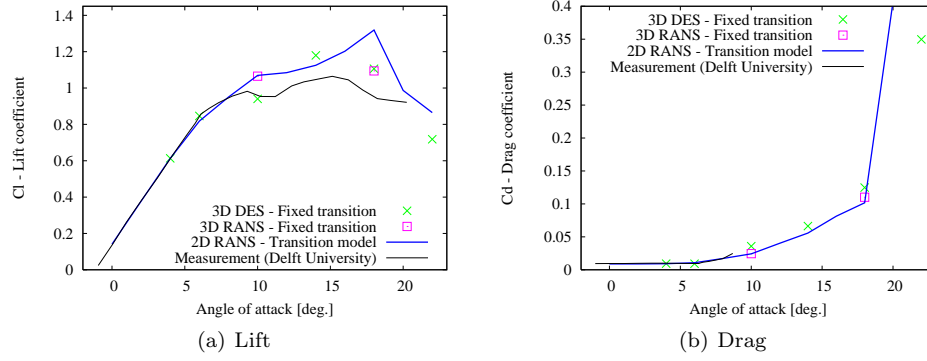 1.4
1.2
1
0.8
0.6
0.4
0.2
0
Cl - Lift coefficient
3D DES - Fixed transition
3D RANS - Fixed transition
2D RANS - Transition model
Measurement (Delft University)
0
5
10
15
20
Angle of attack [deg.]
(a) Lift
0.4
0.35
0.3
0.25
0.2
0.15
0.1
0.05
0
Cd - Drag coefficient
3D DES - Fixed transition
3D RANS - Fixed transition
2D RANS - Transition model
Measurement (Delft University)
0
5
10
15
20
Angle of attack [deg.]
(b) Drag